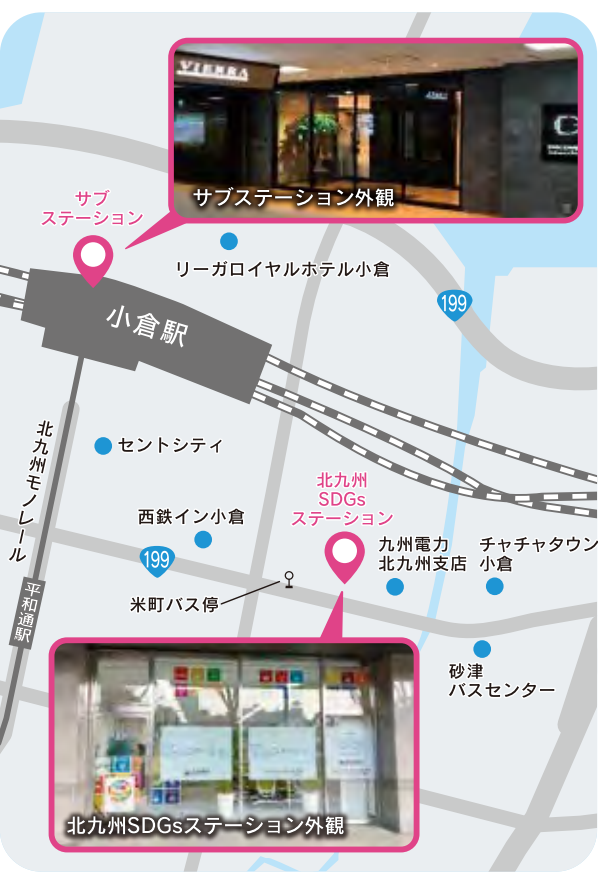 VIERRA
サブステーション外観
サブ
ステーション
リーガロイヤルホテル小倉
199
小倉駅
北九州モノレール
セントシティ
北九州
SDGs
ステーション
西鉄イン小倉
199
九州電力
北九州支店
チャチャタウン
小倉
米町バス停
平和通駅
砂津
バスセンター
北九州SDGsステーション外観